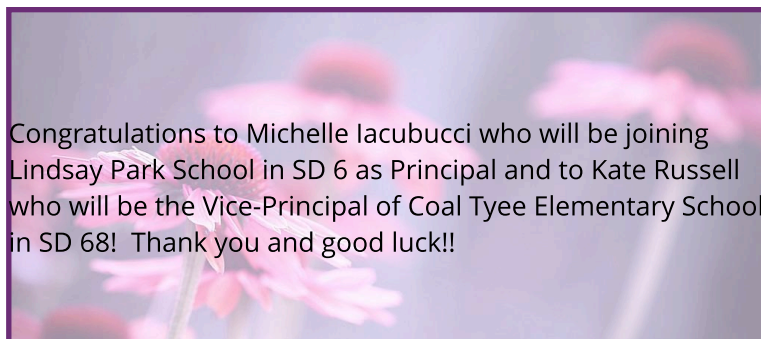 Congratulations to Michelle Iacubucci who will be joining
Lindsay Park School in SD 6 as Principal and to Kate Russell
who will be the Vice-Principal of Coal Tyee Elementary School
in SD 68!  Thank you and good luck!!